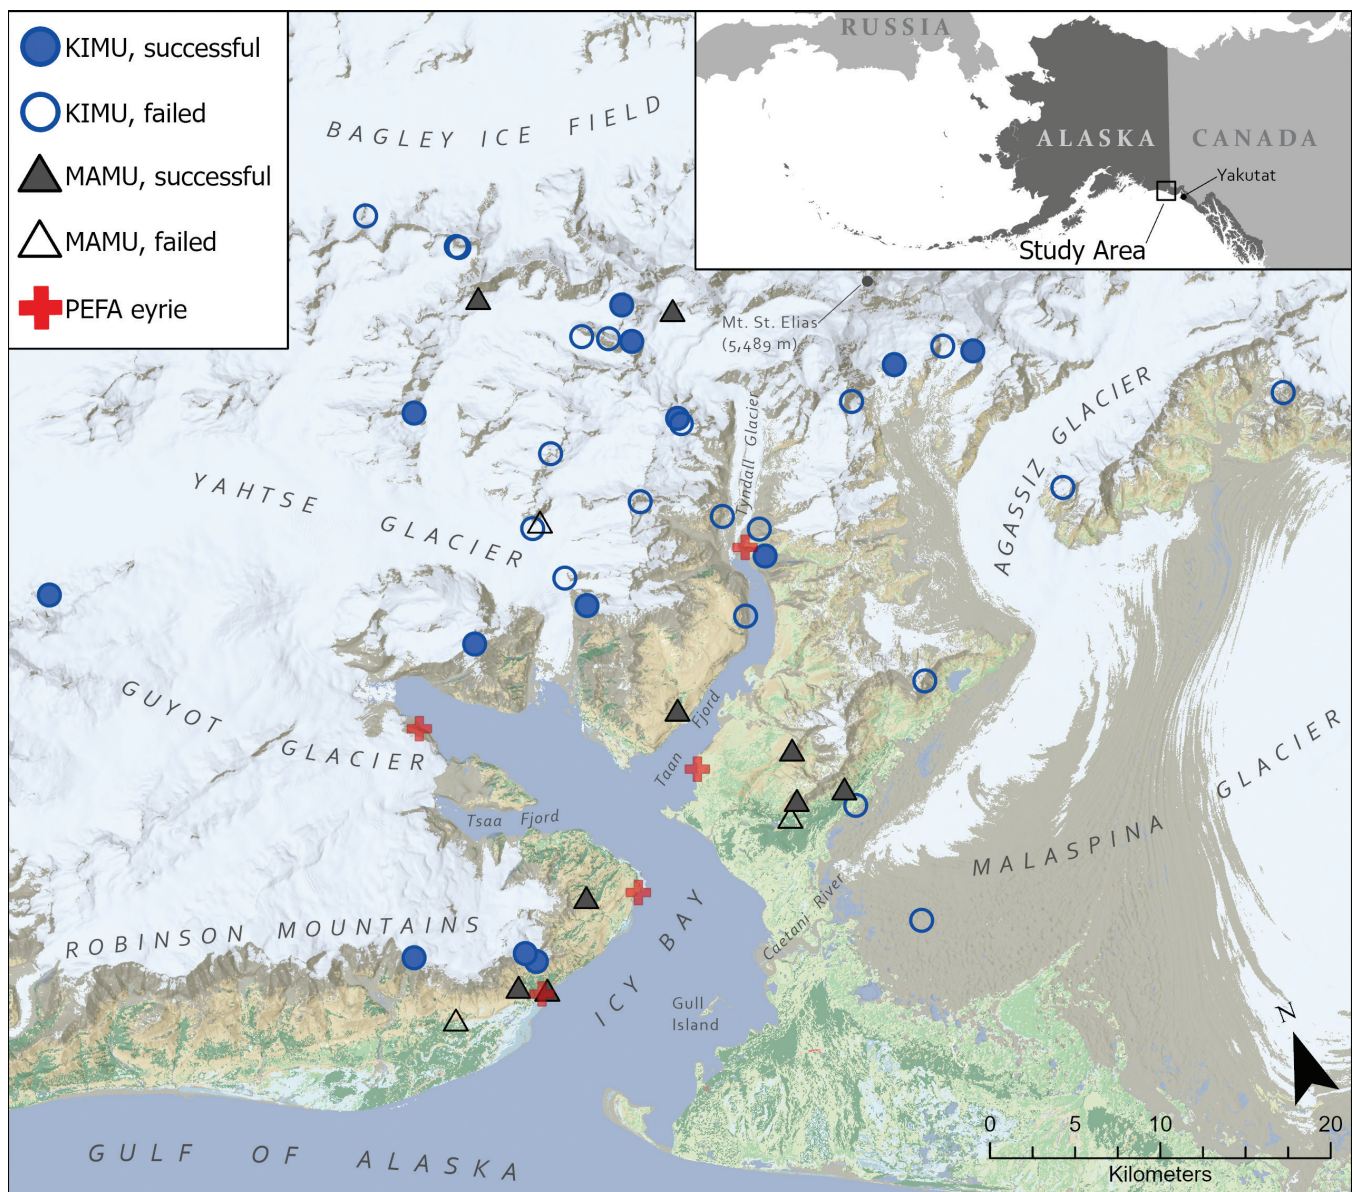 KIMU, successful
KIMU, failed
MAMU, successful
MAMU, failed
PEFA eyrie
RUSSIA
ALASKA
CANADA
Yakutat
Study Area
BAGLEY ICE FIELD
Mt. St. Elias
(5,489 m)
Tyndall Glacier
AGASSIZ GLACIER
YAHTSE GLACIER
GUYOT GLACIER
Taan Fjord
Tsaa Fjord
MALASPINA GLACIER
Caetani River
ROBINSON MOUNTAINS
ICY BAY
Gull
Island
GULF OF ALASKA
N
0 5 10 20
Kilometers